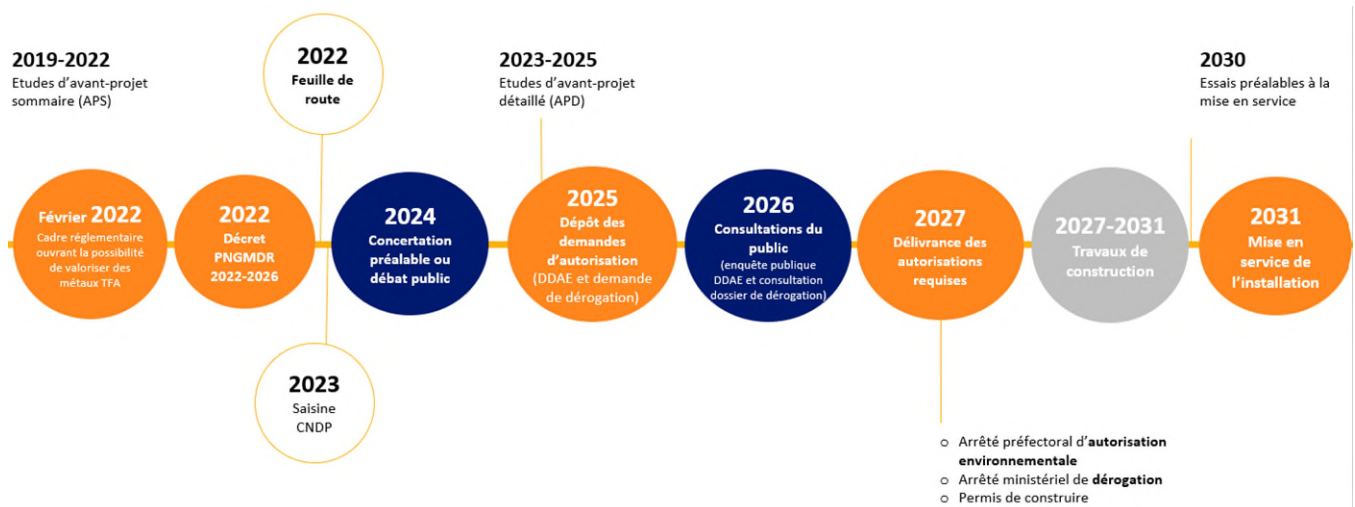 2019-2022
Etudes d’avant-projet
sommaire (APS)
2022
Feuille de
route
2023-2025
Etudes d’avant-projet
détaillé (APD)
2030
Essais préalables à la
mise en service
Février 2022
Cadre réglementaire
ouvrant la possibilité
de valoriser des
métaux TFA
2022
Décret
PNGMDR
2022-2026
2024
Concertation
préalable ou
débat public
2025
Dépôt des
demandes
d’autorisation
(DDAE et demande
de dérogation)
2026
Consultations du
public
(enquête publique
DDAE et consultation
dossier de dérogation)
2027
Délivrance des
autorisations
requises
2027-2031
Travaux de
construction
2031
Mise en
service de
l’installation
2023
Saisine
CNDP
o Arrêté préfectoral d’autorisation
environnementale
o Arrêté ministériel de dérogation
o Permis de construire